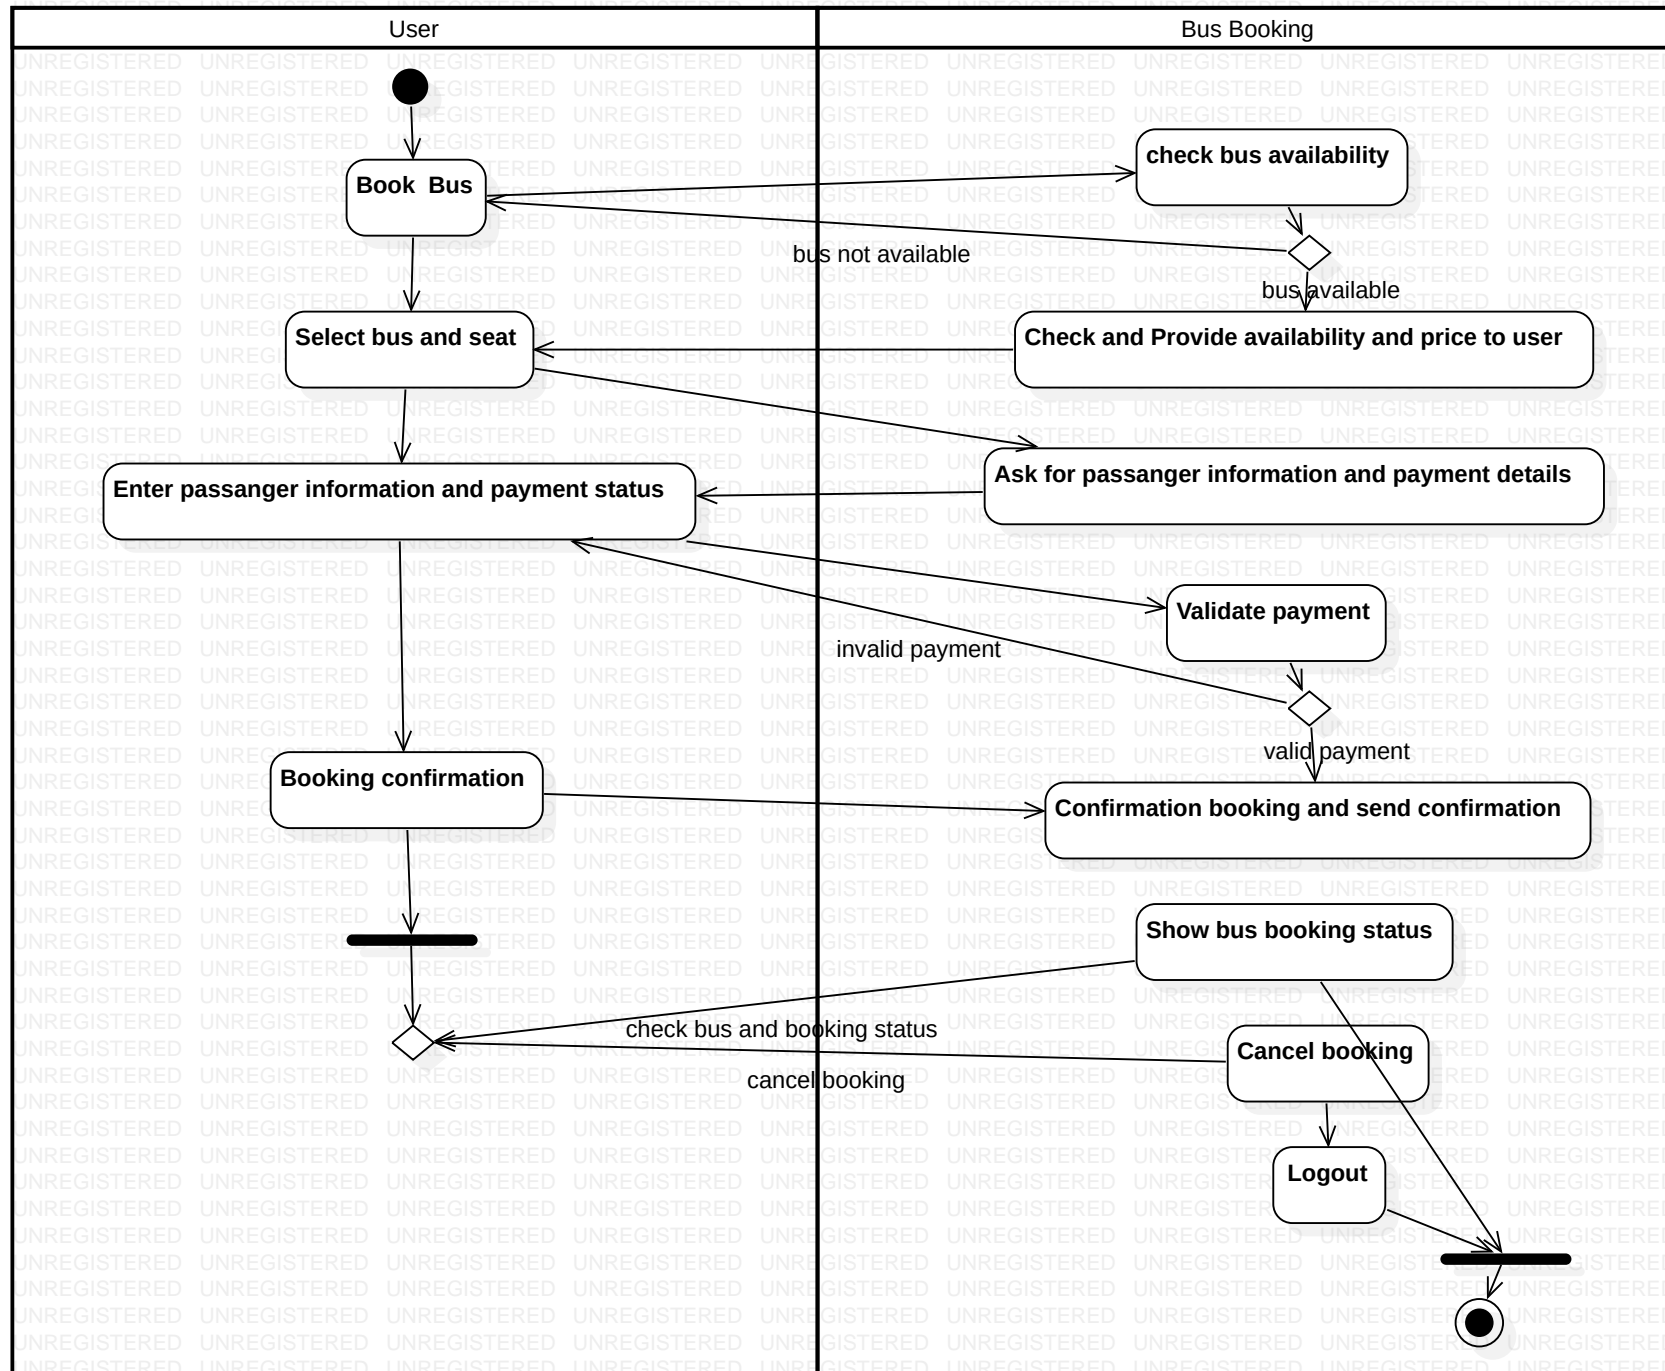 User
Bus Booking
check bus availability
Book  Bus
bus not available
bus available
Select bus and seat
Check and Provide availability and price to user
Enter passanger information and payment status
Ask for passanger information and payment details
Validate payment
invalid payment
valid payment
Booking confirmation
Confirmation booking and send confirmation
Show bus booking status
check bus and booking status
Cancel booking
cancel booking
Logout
UNREGISTERED